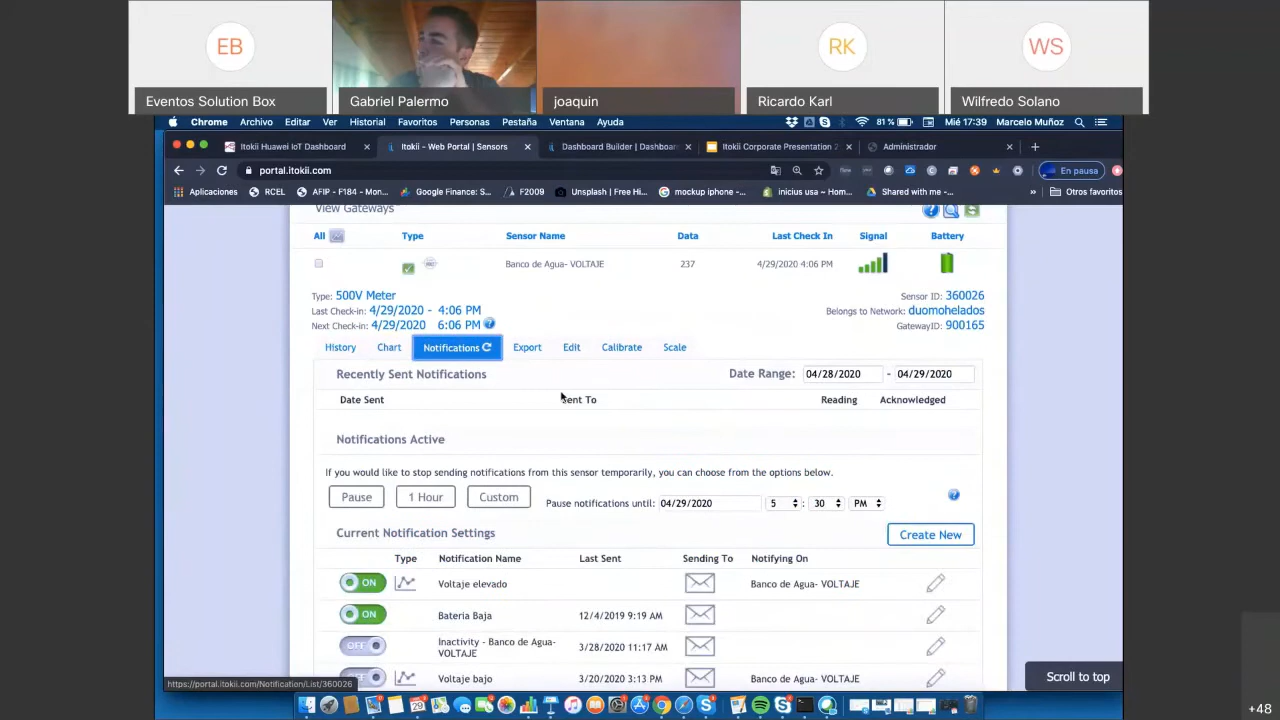 EB
RK
WS
Eventos Solution Box
Gabriel Palermo
joaquin
Ricardo Karl
Wilfredo Solano
Chrome Archivo Editar Ver Historial Favoritos Personas Pestaña Ventana Ayuda 81 % Mié 17:39 Marcelo Muñoz
Itokii Huawei IoT Dashboard
Itokii - Web Portal | Sensors
Dashboard Builder | Dashboar
Itokii Corporate Presentation 2
Administrador
portal.itokii.com
En pausa
Aplicaciones RCEL AFIP - F184 - Mon... Google Finance: S... F2009 Unsplash | Free Hi... mockup iphone -... inicius usa ~ Hom... Shared with me -... » Otros favoritos
View Gateways
All Type Sensor Name Data Last Check In Signal Battery
Banco de Agua- VOLTAJE 237 4/29/2020 4:06 PM
Type: 500V Meter
Last Check-in: 4/29/2020 - 4:06 PM
Next Check-in: 4/29/2020 6:06 PM
Sensor ID: 360026
Belongs to Network: duomohelados
GatewayID: 900165
History Chart Notifications Export Edit Calibrate Scale
Recently Sent Notifications
Date Range: 04/28/2020 - 04/29/2020
Date Sent Sent To Reading Acknowledged
Notifications Active
If you would like to stop sending notifications from this sensor temporarily, you can choose from the options below.
Pause 1 Hour Custom Pause notifications until: 04/29/2020 5 : 30 PM
Current Notification Settings
Create New
Type Notification Name Last Sent Sending To Notifying On
ON Voltaje elevado Banco de Agua- VOLTAJE
ON Bateria Baja 12/4/2019 9:19 AM
OFF Inactivity - Banco de Agua-
VOLTAJE 3/28/2020 11:17 AM
OFF Voltaje bajo 3/20/2020 3:13 PM Banco de Agua- VOLTAJE
Scroll to top
https://portal.itokii.com/Notification/List/360026
+48